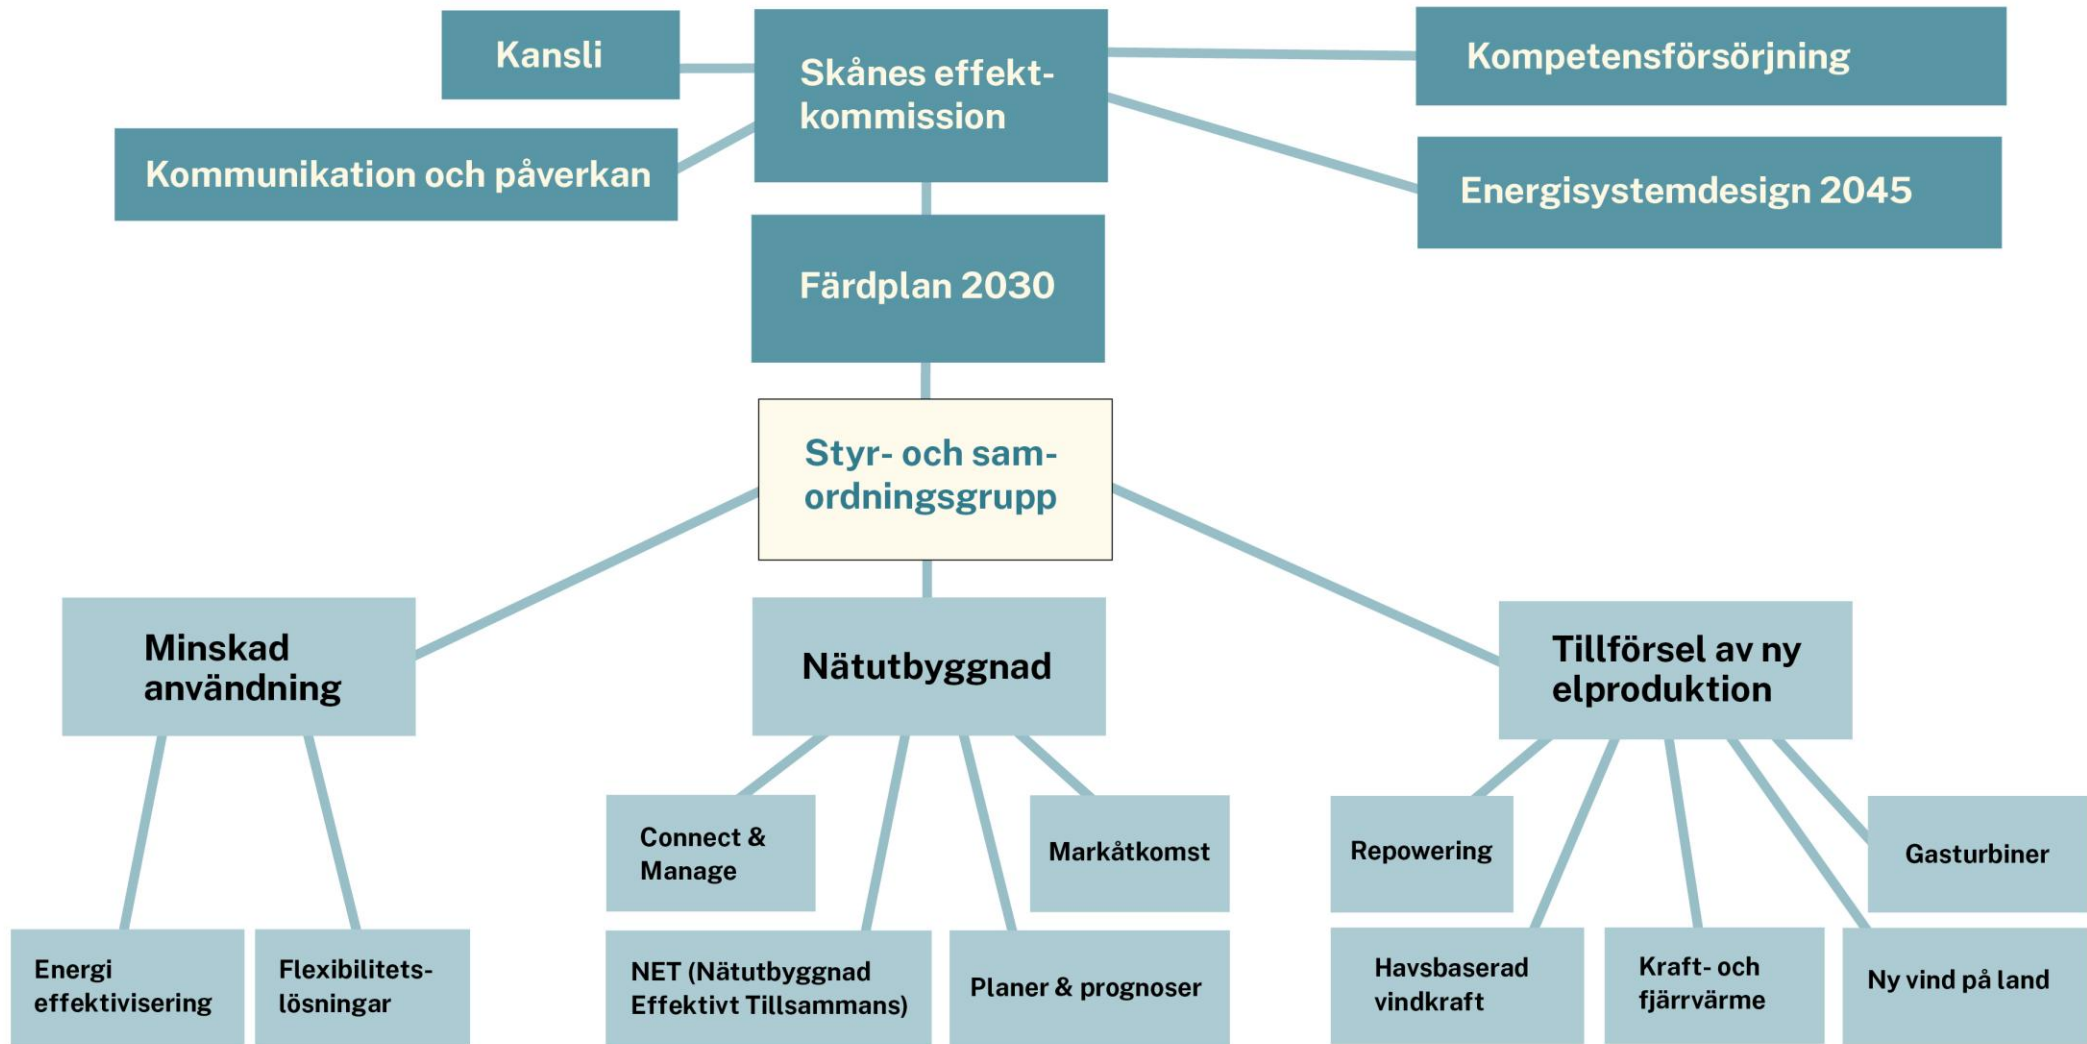 Kansli
Skånes effekt-
kommission
Kompetensförsörjning
Kommunikation och påverkan
Energisystemdesign 2045
Färdplan 2030
Styr- och sam-
ordningsgrupp
Minskad
användning
Nätutbyggnad
Tillförsel av ny
elproduktion
Energi
effektivisering
Flexibilitets-
lösningar
Connect &
Manage
Markåtkomst
NET (Nätutbyggnad
Effektivt Tillsammans)
Planer & prognoser
Repowering
Gasturbiner
Havsbaserad
vindkraft
Kraft- och
fjärrvärme
Ny vind på land